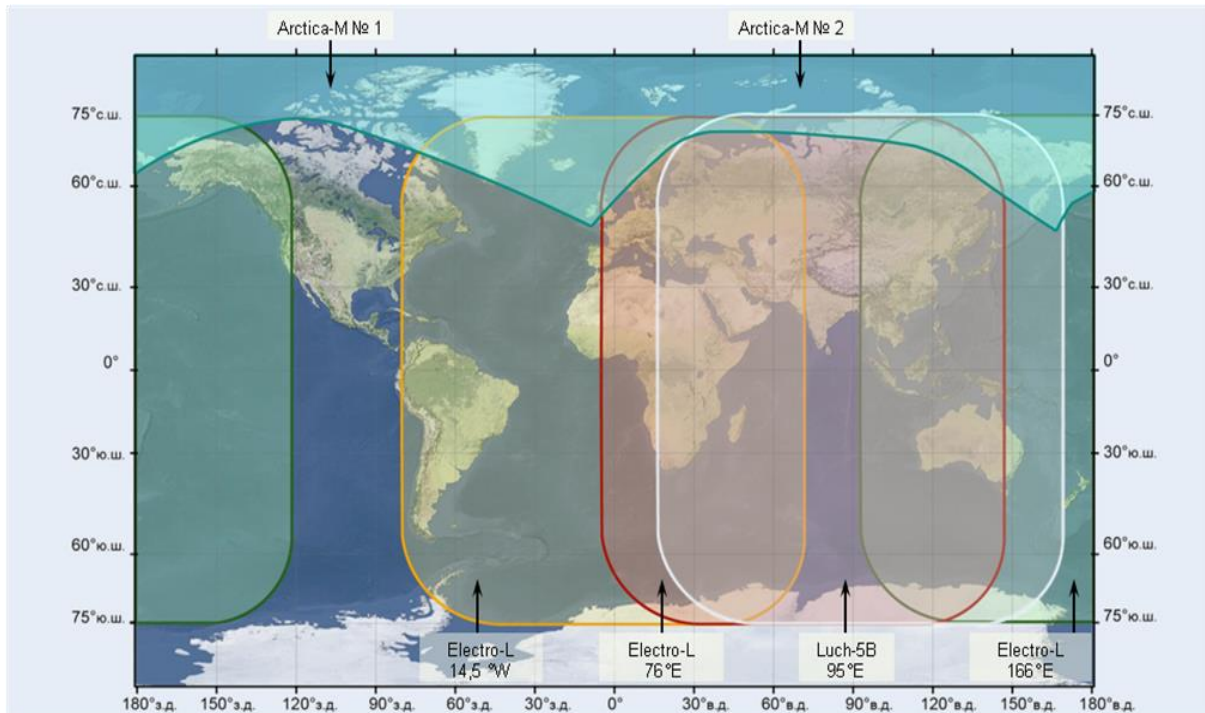 Arctica-M № 1
Arctica-M № 2
75°с.ш.
75°с.ш.
60°с.ш.
60°с.ш.
30°с.ш.
30°с.ш.
0°
0°
30°ю.ш.
30°ю.ш.
60°ю.ш.
60°ю.ш.
75°ю.ш.
75°ю.ш.
Electro-L
14,5 °W
Electro-L
76°E
Luch-5B
95°E
Electro-L
166°E
180°з.д. 150°з.д. 120°з.д. 90°з.д. 60°з.д. 30°з.д. 0° 30°в.д. 60°в.д. 90°в.д. 120°в.д. 150°в.д. 180°в.д.